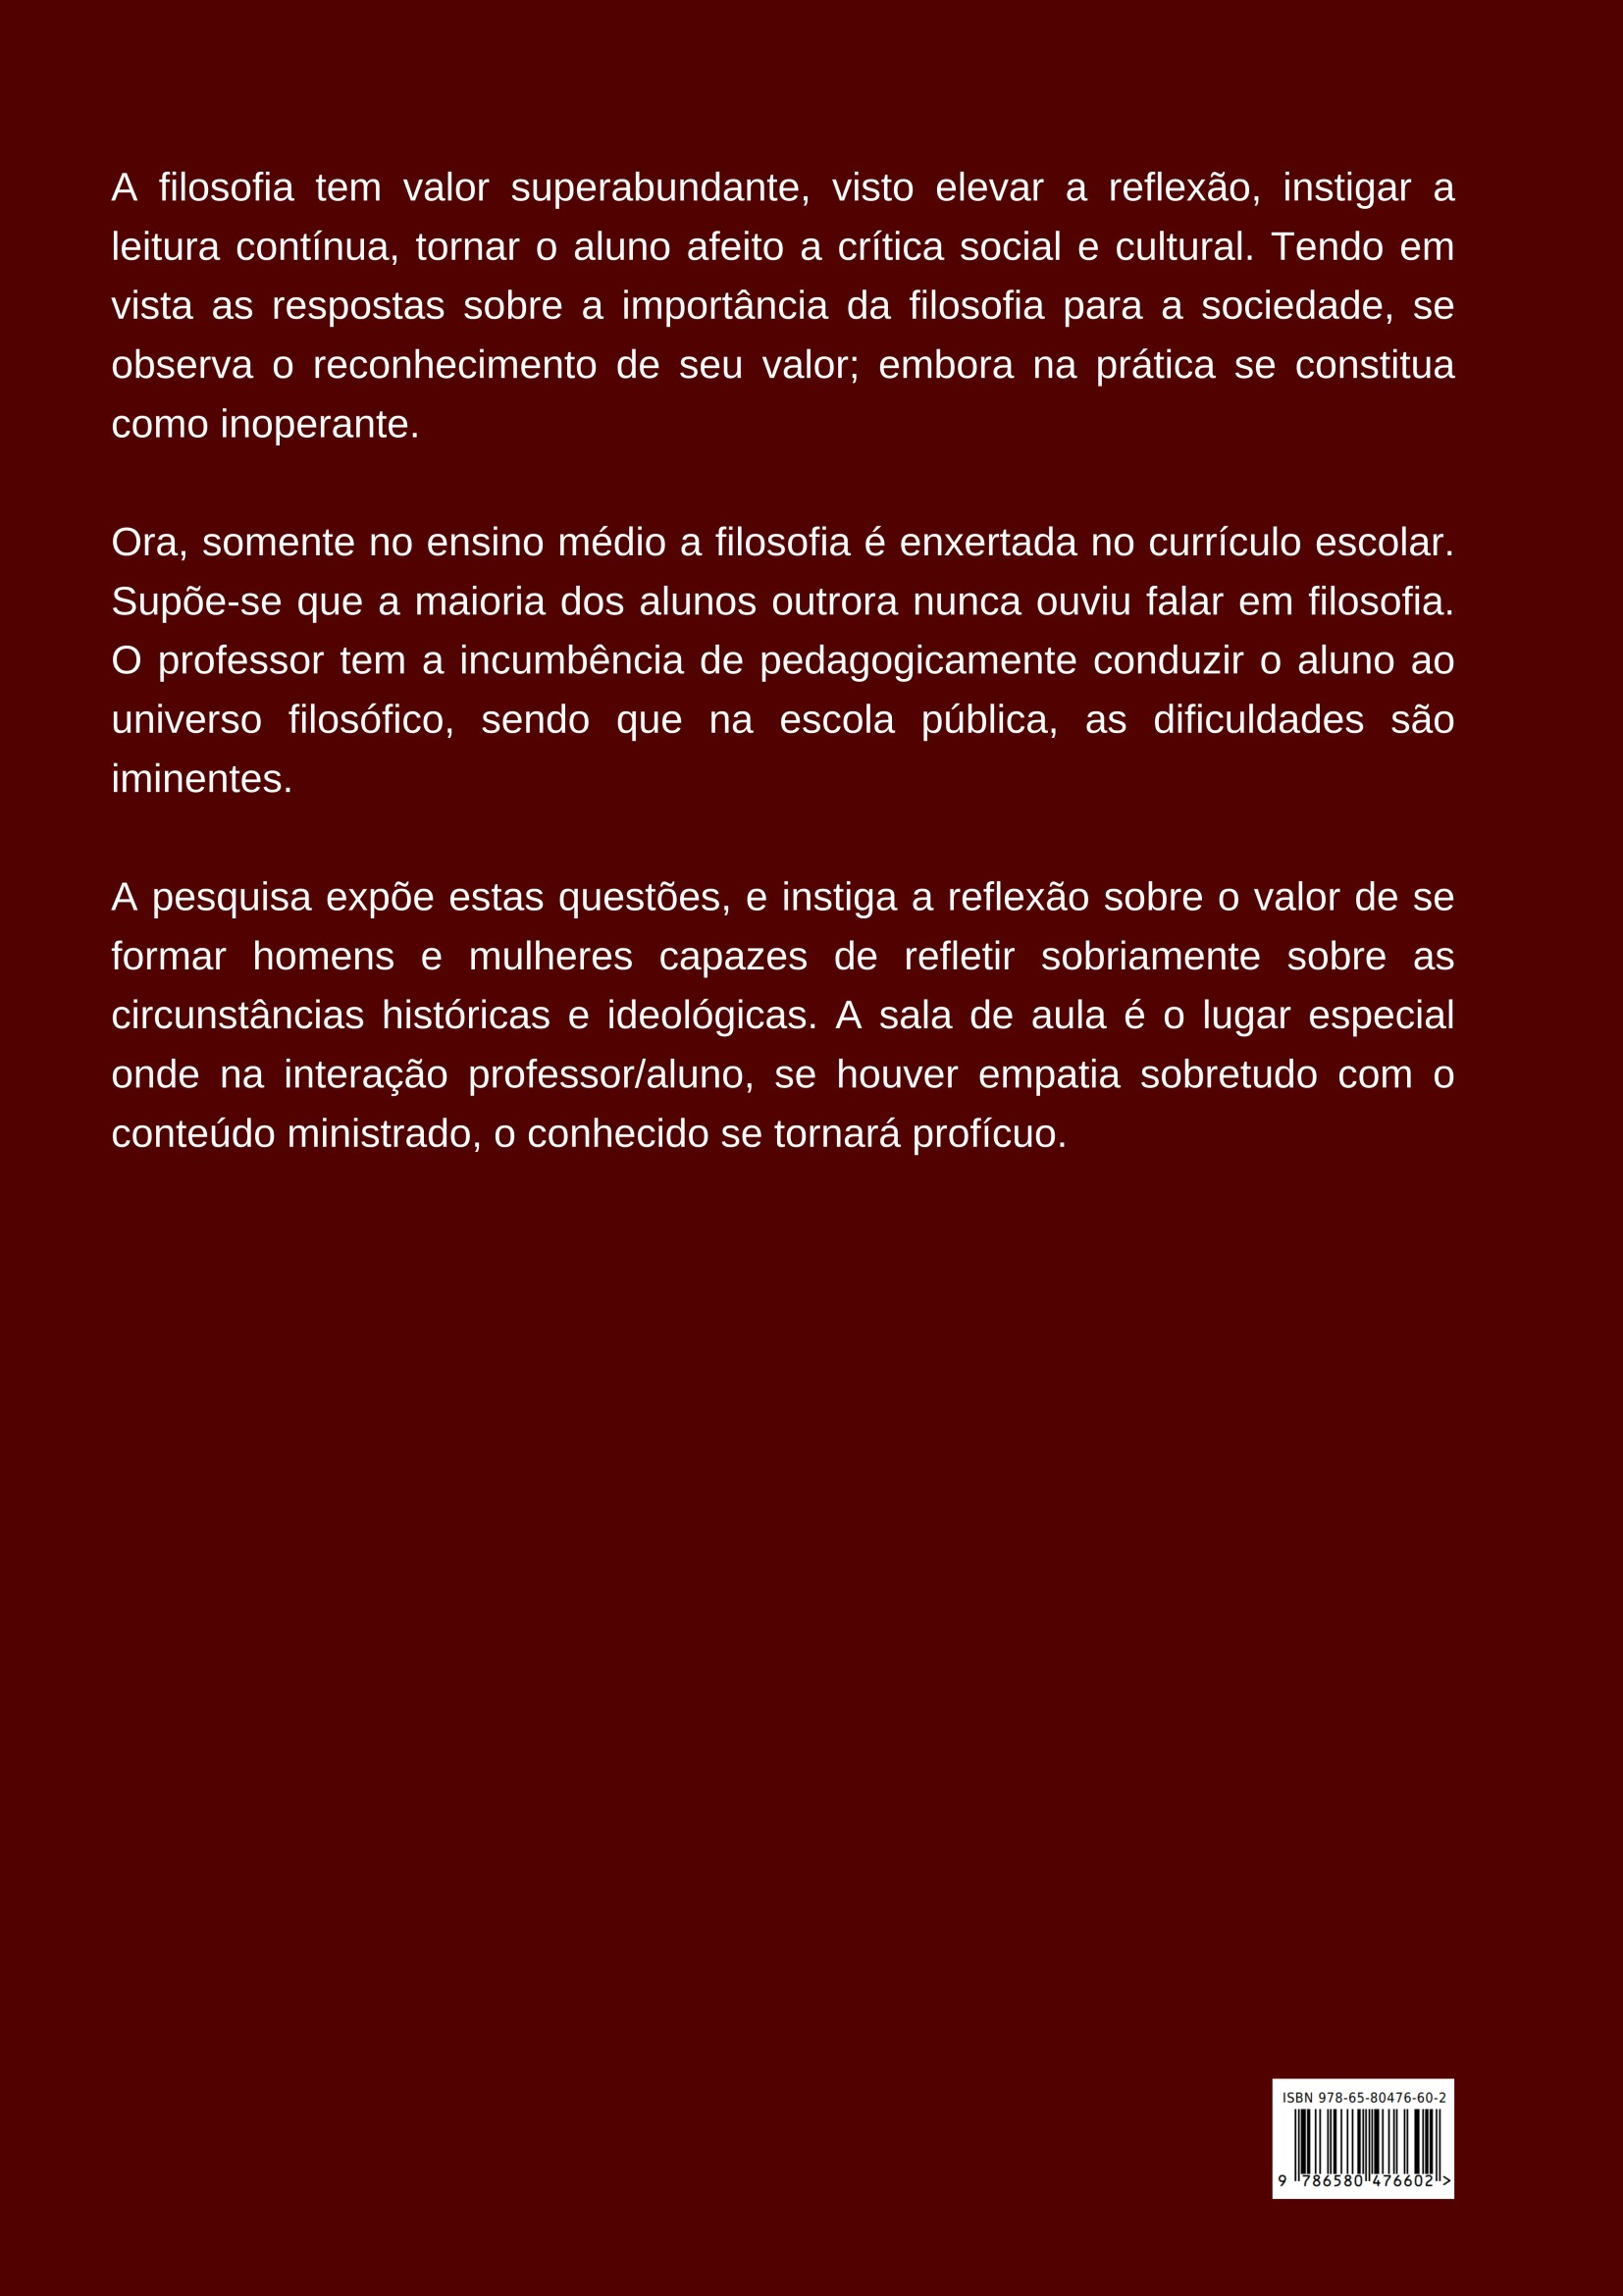 A filosofia tem valor superabundante, visto elevar a reflexão, instigar a
leitura contínua, tornar o aluno afeito a crítica social e cultural. Tendo em
vista as respostas sobre a importância da filosofia para a sociedade, se
observa o reconhecimento de seu valor; embora na prática se constitua
como inoperante.
Ora, somente no ensino médio a filosofia é enxertada no currículo escolar.
Supõe-se que a maioria dos alunos outrora nunca ouviu falar em filosofia.
O professor tem a incumbência de pedagogicamente conduzir o aluno ao
universo filosófico, sendo que na escola pública, as dificuldades são
iminentes.
A pesquisa expõe estas questões, e instiga a reflexão sobre o valor de se
formar homens e mulheres capazes de refletir sobriamente sobre as
circunstâncias históricas e ideológicas. A sala de aula é o lugar especial
onde na interação professor/aluno, se houver empatia sobretudo com o
conteúdo ministrado, o conhecido se tornará profícuo.
ISBN 978-65-80476-60-2
9 786580 476602 >